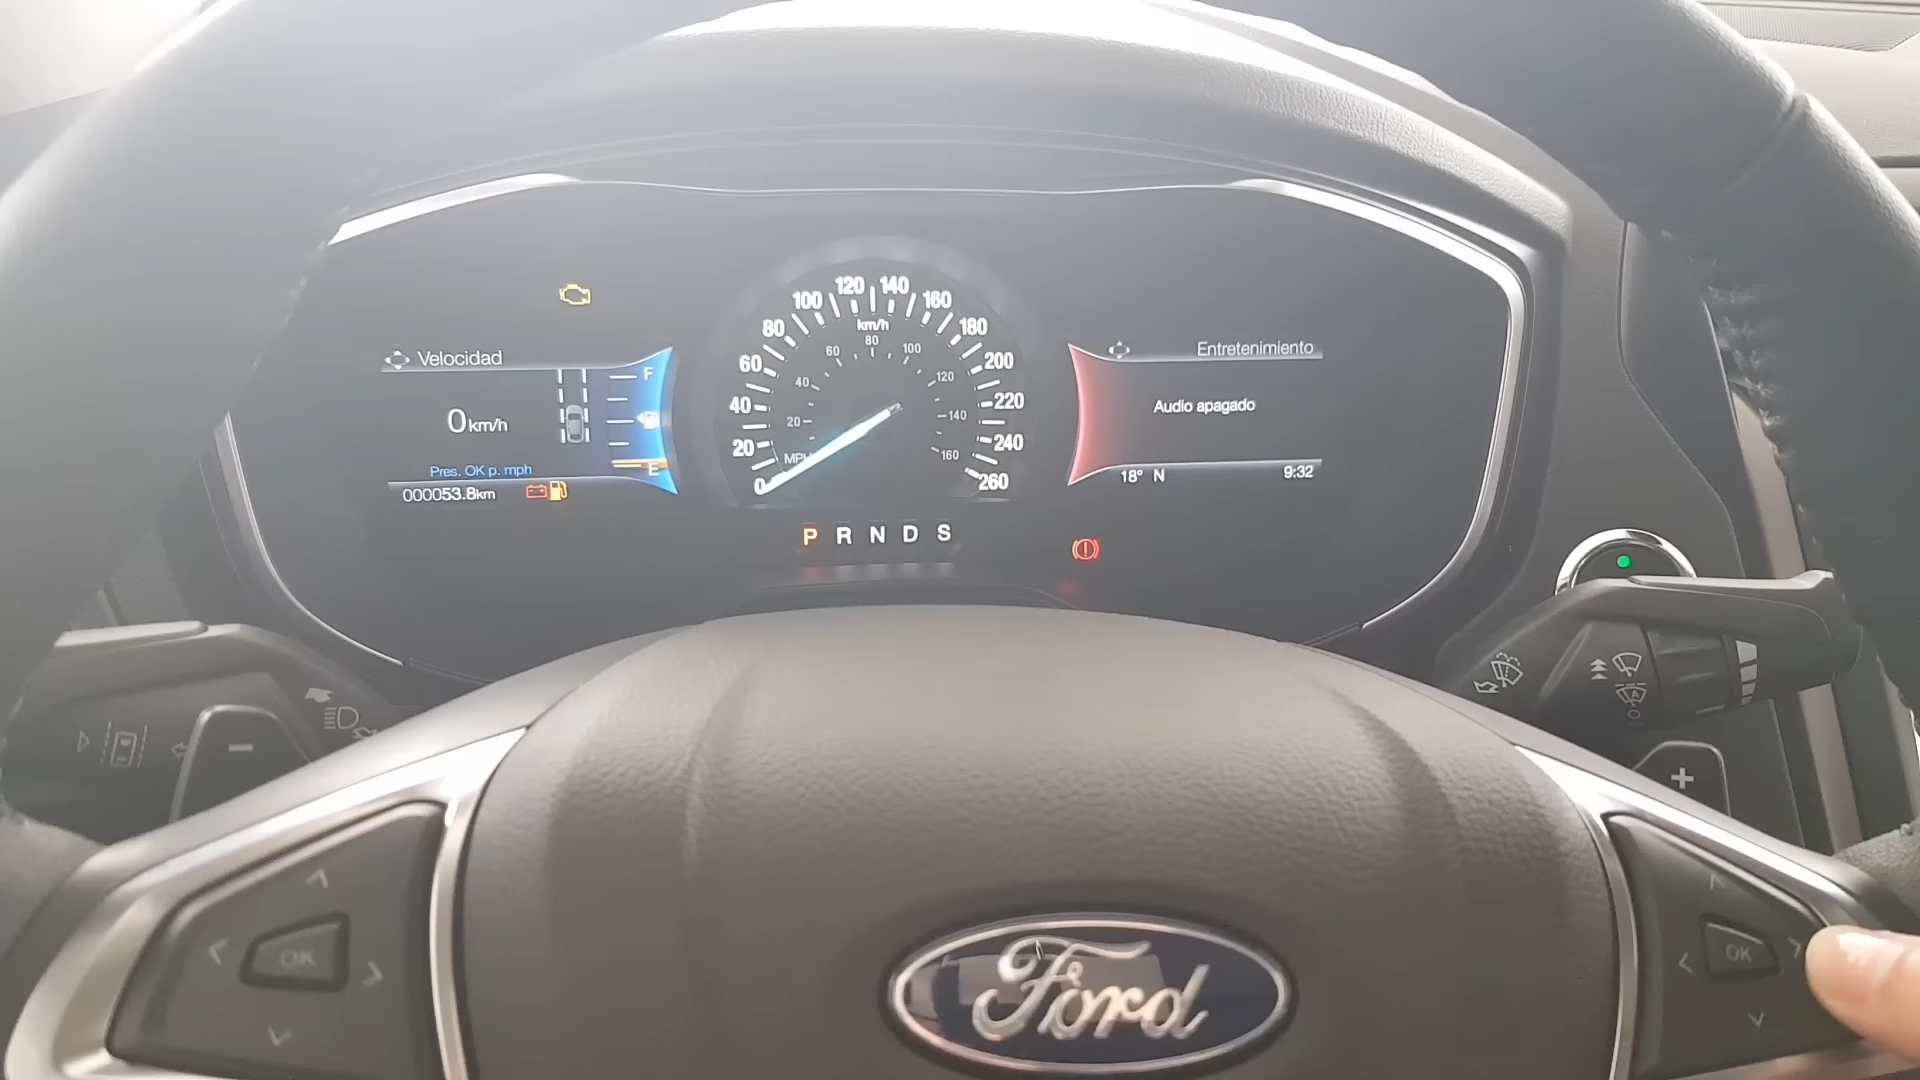 Velocidad
0km/h
Pres. OK p. mph
000053.8km
F
E
0
20
40
60
80
100
120
140
160
180
200
220
240
260
km/h
MPH
20
40
60
80
100
120
140
160
P R N D S
Entretenimiento
Audio apagado
18° N
9:32
A
O
−
+
OK
Ford
OK